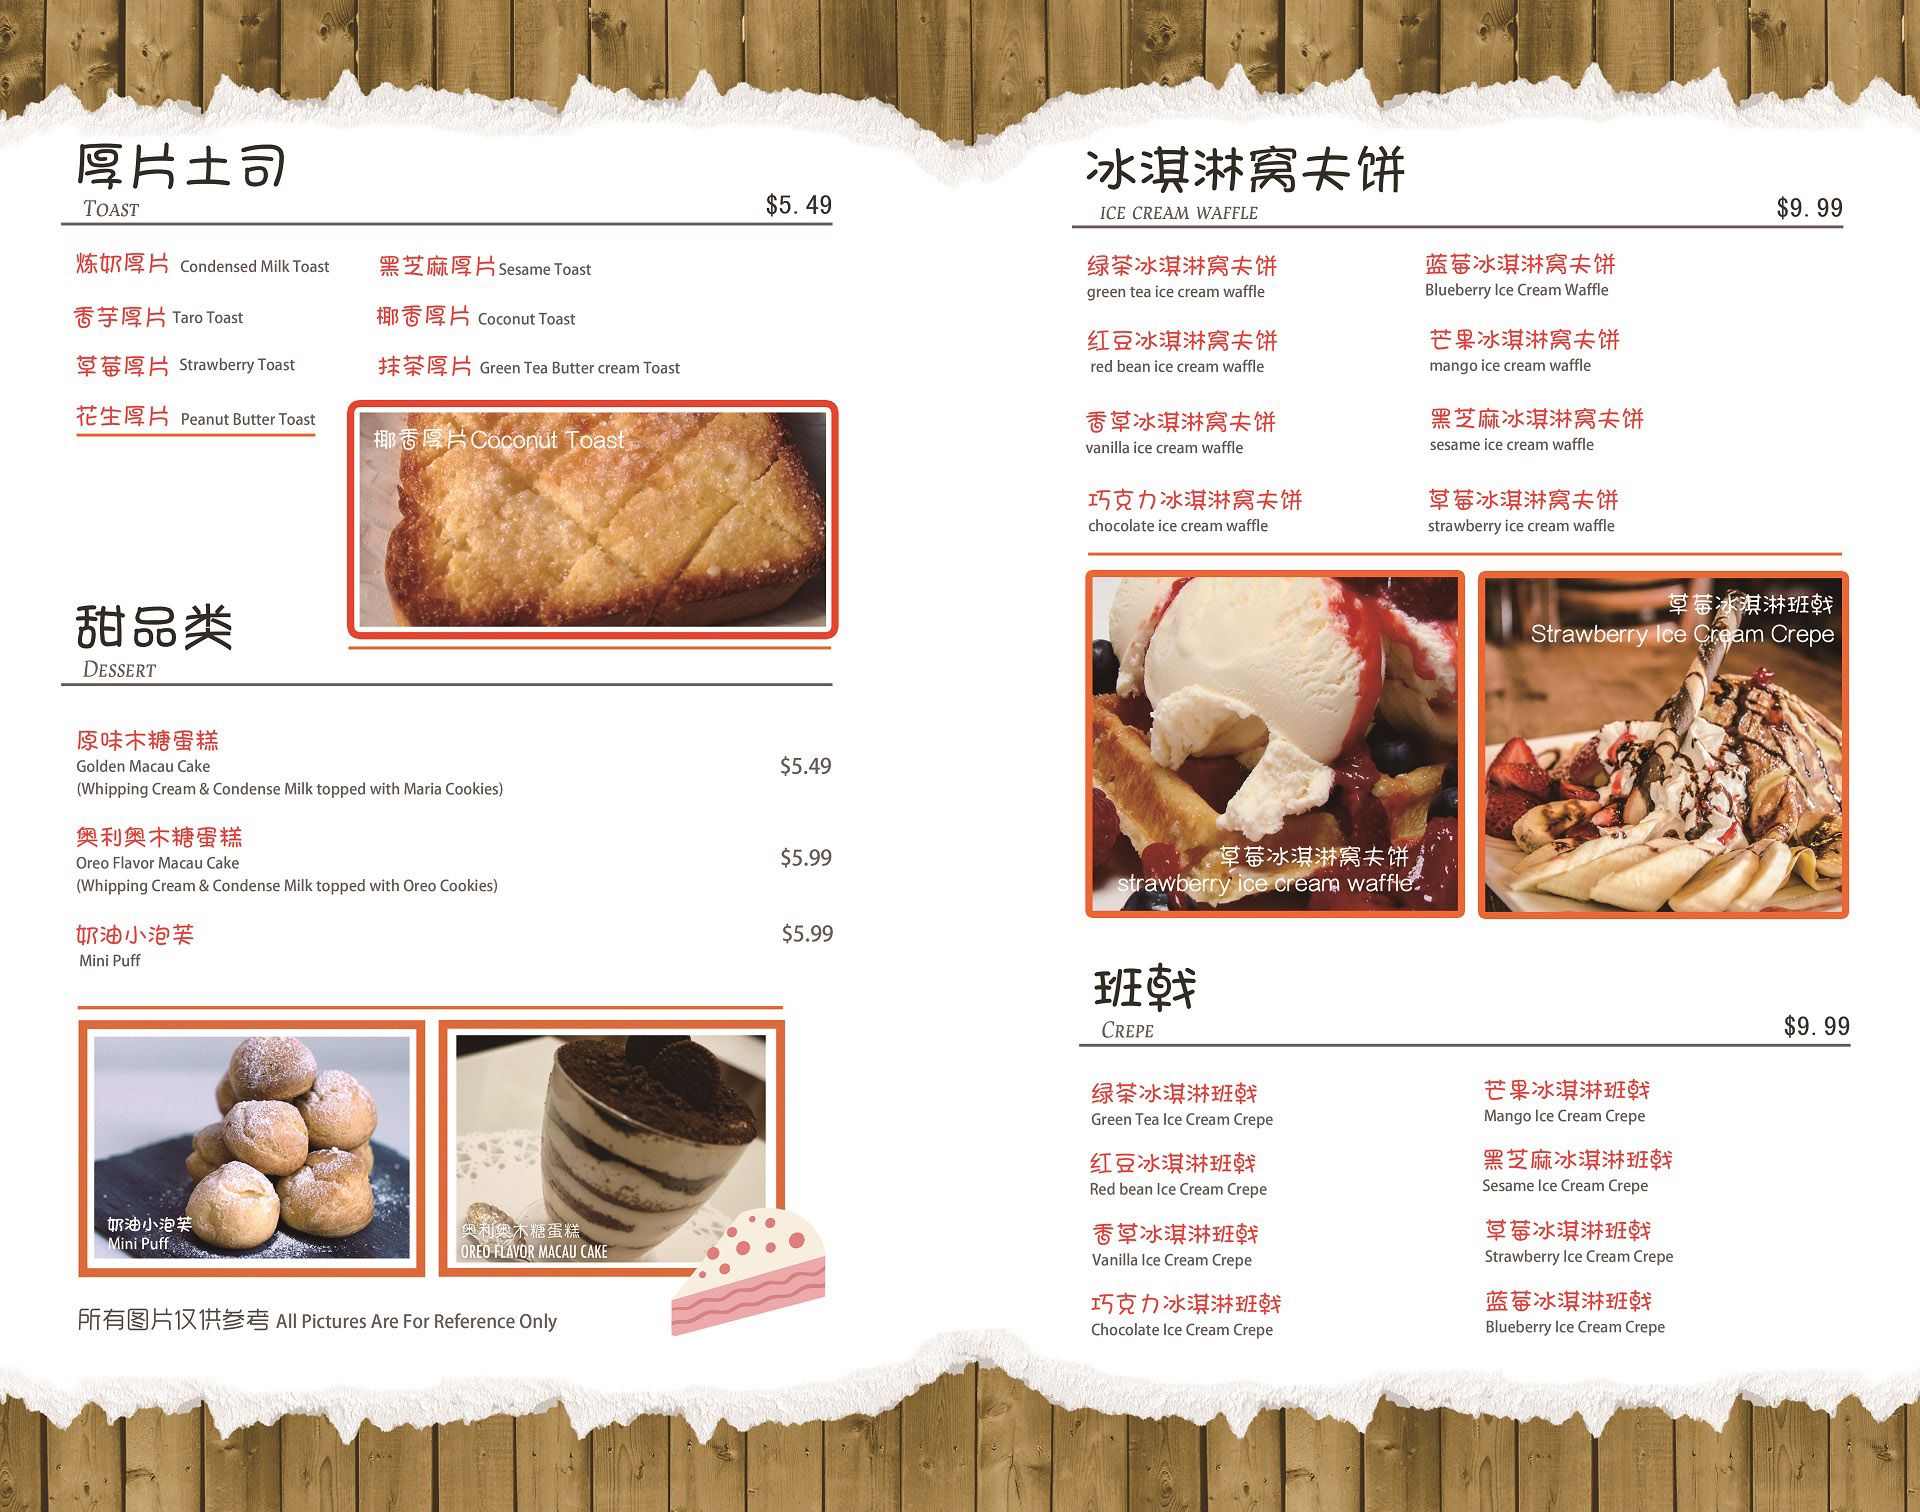 厚片土司
TOAST
$5.49
炼奶厚片 Condensed Milk Toast
黑芝麻厚片 Sesame Toast
香芋厚片 Taro Toast
椰香厚片 Coconut Toast
草莓厚片 Strawberry Toast
抹茶厚片 Green Tea Butter cream Toast
花生厚片 Peanut Butter Toast
椰香厚片Coconut Toast
甜品类
DESSERT
原味木糖蛋糕
Golden Macau Cake
$5.49
(Whipping Cream & Condense Milk topped with Maria Cookies)
奥利奥木糖蛋糕
Oreo Flavor Macau Cake
$5.99
(Whipping Cream & Condense Milk topped with Oreo Cookies)
奶油小泡芙
$5.99
Mini Puff
奶油小泡芙
Mini Puff
奥利奥木糖蛋糕
OREO FLAVOR MACAU CAKE
所有图片仅供参考 All Pictures Are For Reference Only
冰淇淋窝夫饼
ICE CREAM WAFFLE
$9.99
绿茶冰淇淋窝夫饼
green tea ice cream waffle
蓝莓冰淇淋窝夫饼
Blueberry Ice Cream Waffle
红豆冰淇淋窝夫饼
red bean ice cream waffle
芒果冰淇淋窝夫饼
mango ice cream waffle
香草冰淇淋窝夫饼
vanilla ice cream waffle
黑芝麻冰淇淋窝夫饼
sesame ice cream waffle
巧克力冰淇淋窝夫饼
chocolate ice cream waffle
草莓冰淇淋窝夫饼
strawberry ice cream waffle
草莓冰淇淋窝夫饼
strawberry ice cream waffle
草莓冰淇淋班戟
Strawberry Ice Cream Crepe
班戟
CREPE
$9.99
绿茶冰淇淋班戟
Green Tea Ice Cream Crepe
芒果冰淇淋班戟
Mango Ice Cream Crepe
红豆冰淇淋班戟
Red bean Ice Cream Crepe
黑芝麻冰淇淋班戟
Sesame Ice Cream Crepe
香草冰淇淋班戟
Vanilla Ice Cream Crepe
草莓冰淇淋班戟
Strawberry Ice Cream Crepe
巧克力冰淇淋班戟
Chocolate Ice Cream Crepe
蓝莓冰淇淋班戟
Blueberry Ice Cream Crepe